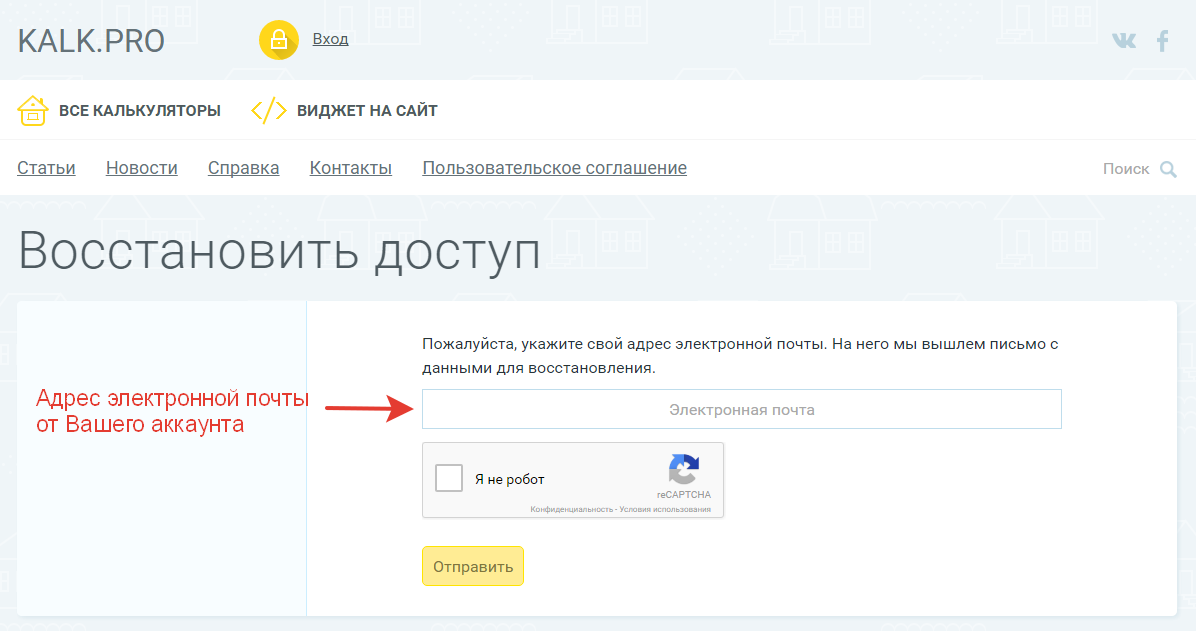 KALK.PRO
Вход
ВСЕ КАЛЬКУЛЯТОРЫ
ВИДЖЕТ НА САЙТ
Статьи Новости Справка Контакты Пользовательское соглашение
Поиск
Восстановить доступ
Пожалуйста, укажите свой адрес электронной почты. На него мы вышлем письмо с
данными для восстановления.
Адрес электронной почты
от Вашего аккаунта
Электронная почта
Я не робот
reCAPTCHA
Конфиденциальность - Условия использования
Отправить